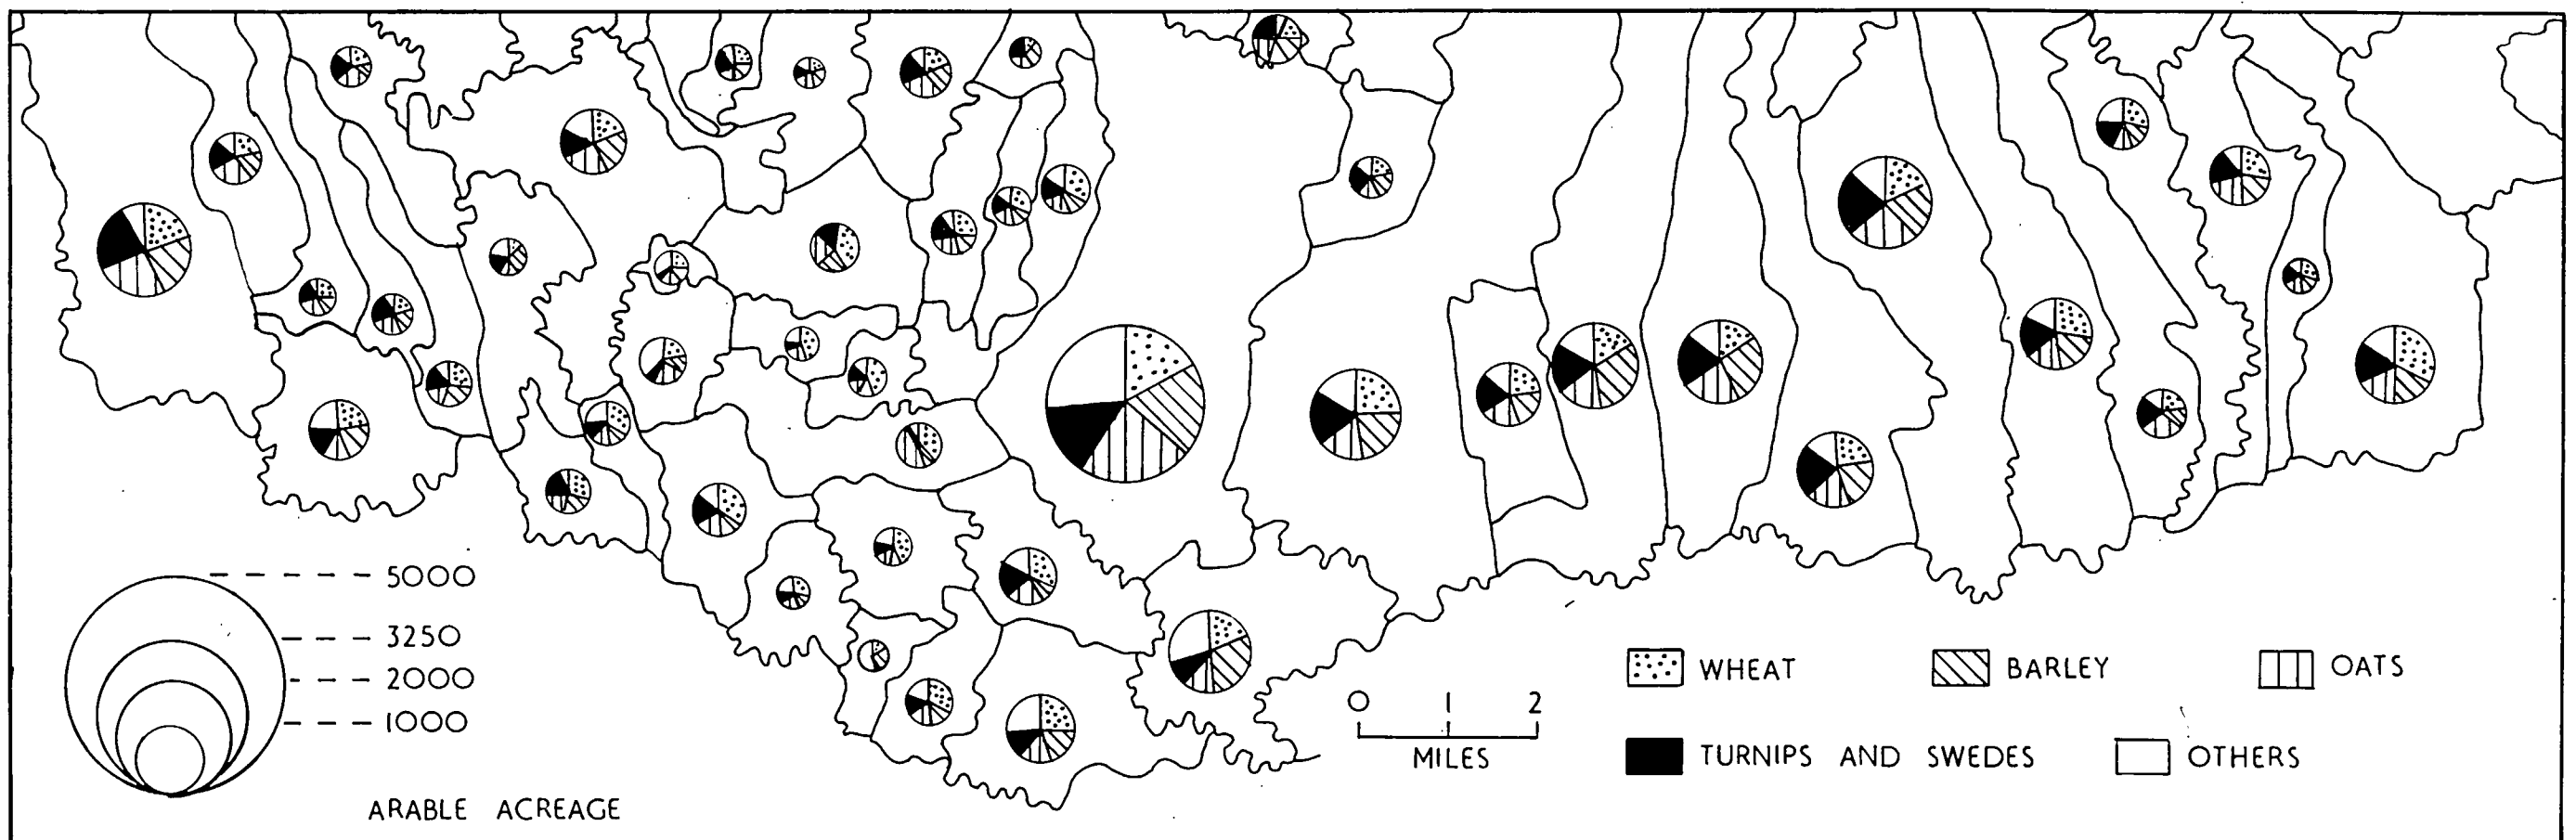 5000
3250
2000
1000
ARABLE ACREAGE
0 1 2
MILES
WHEAT BARLEY OATS
TURNIPS AND SWEDES OTHERS